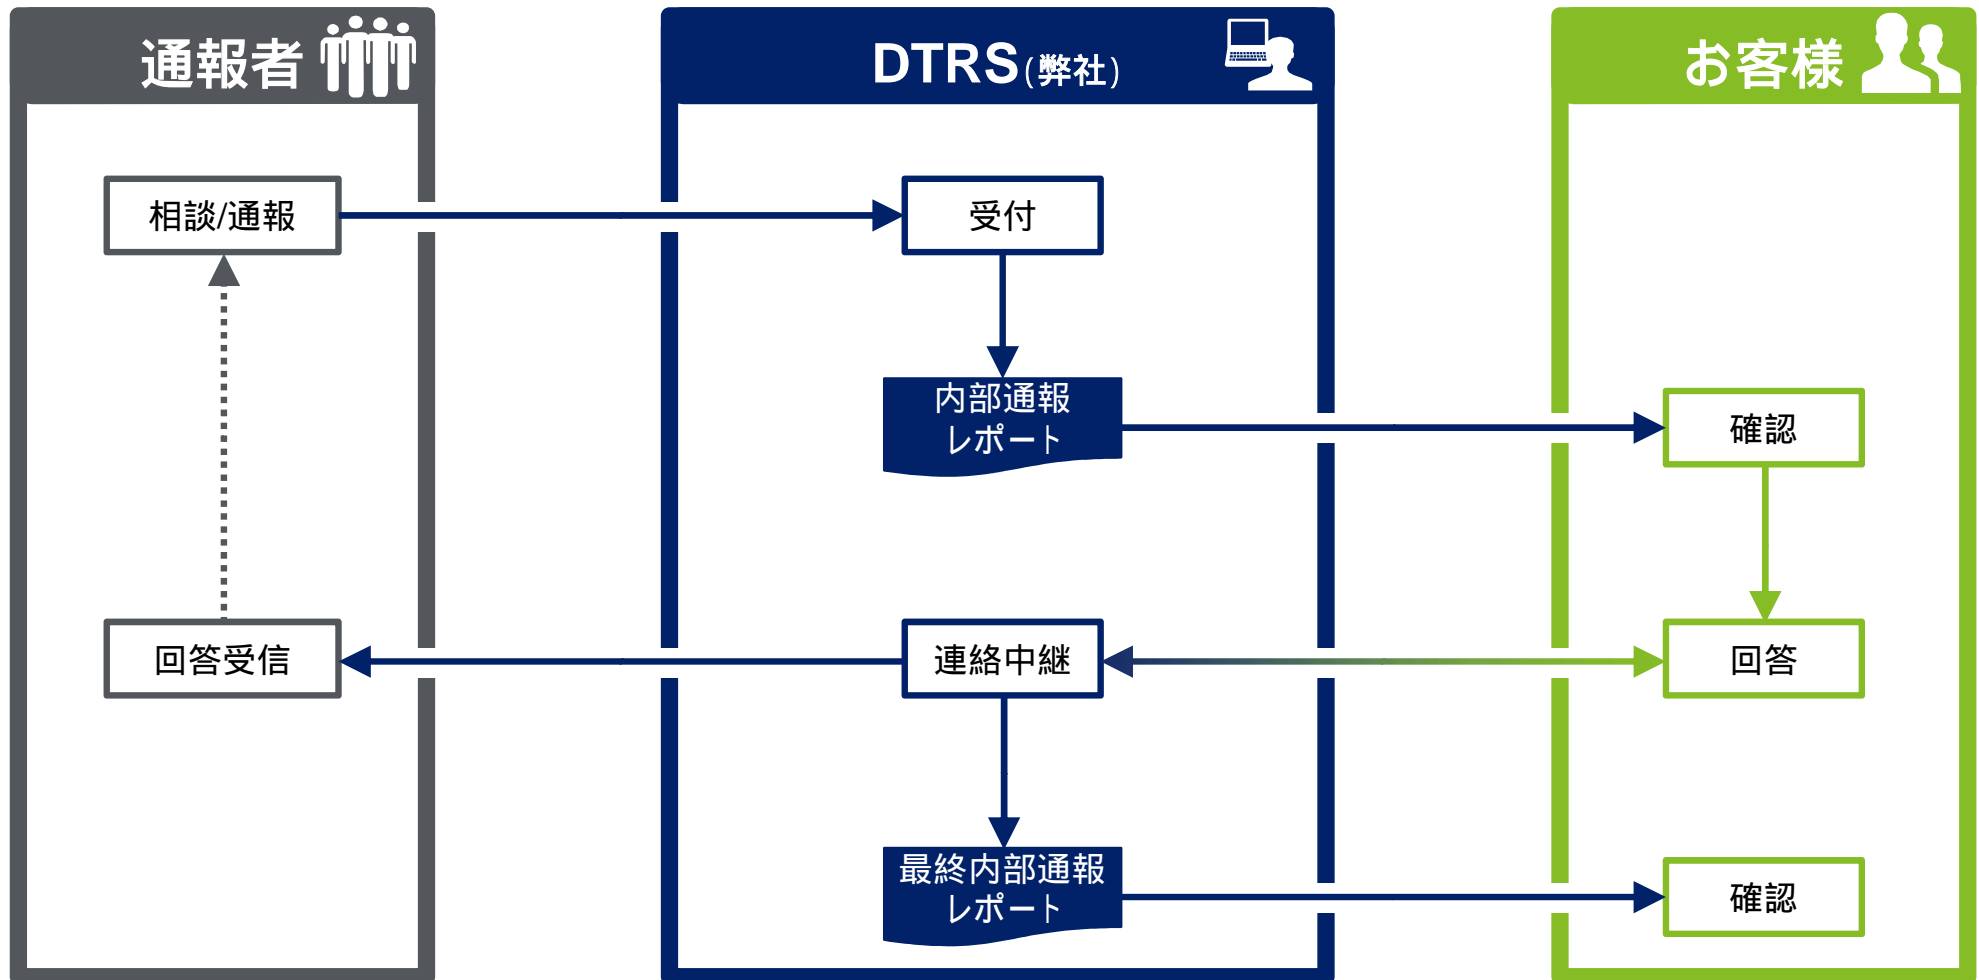 通報者
DTRS(弊社)
お客様
相談/通報
受付
内部通報
レポート
確認
回答受信
連絡中継
回答
最終内部通報
レポート
確認